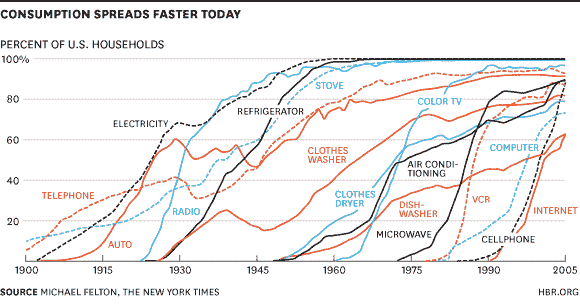 CONSUMPTION SPREADS FASTER TODAY
PERCENT OF U.S. HOUSEHOLDS
100%
80
60
40
20
STOVE
REFRIGERATOR
ELECTRICITY
COLOR TV
CLOTHES
WASHER
COMPUTER
AIR CONDI-
TIONING
TELEPHONE
RADIO
CLOTHES
DRYER
DISH-
WASHER
VCR
INTERNET
AUTO
MICROWAVE
CELLPHONE
1900
1915
1930
1945
1960
1975
1990
2005
SOURCE MICHAEL FELTON, THE NEW YORK TIMES
HBR.ORG